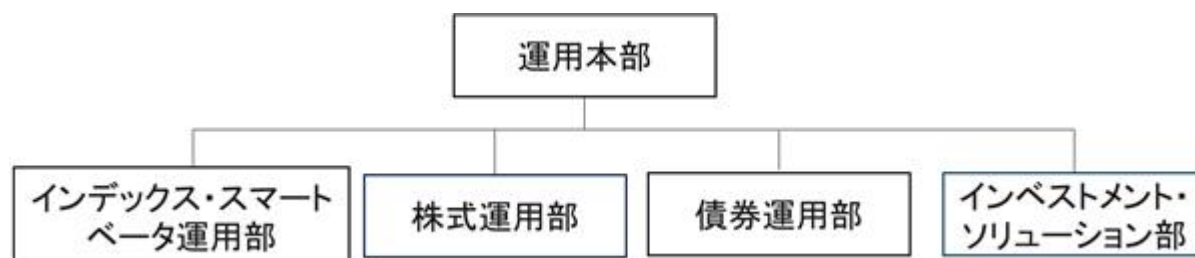 運用本部
インデックス・スマート
ベータ運用部
株式運用部
債券運用部
インベストメント・
ソリューション部